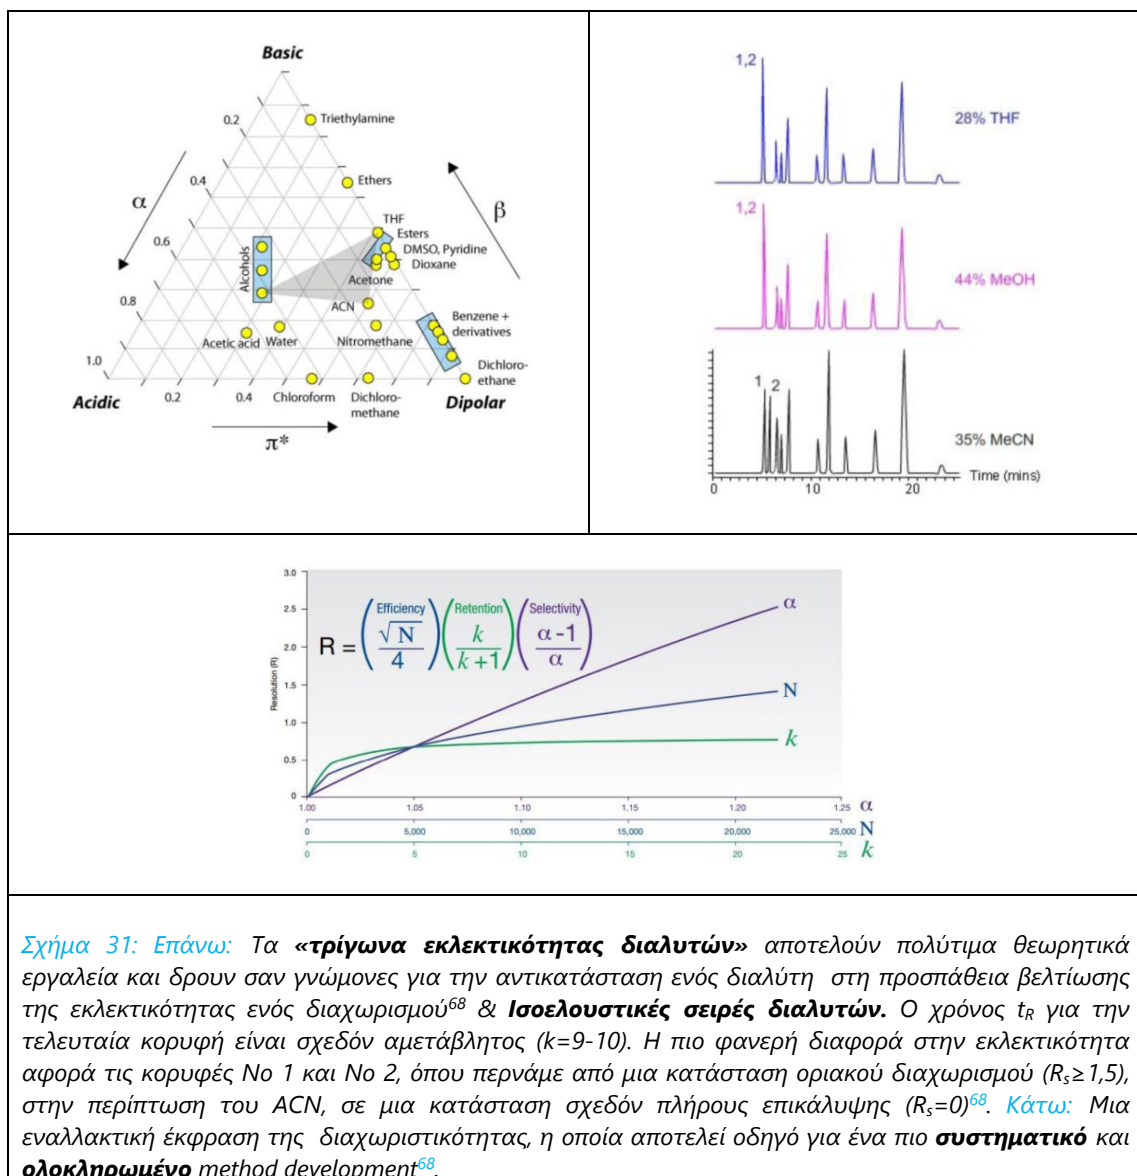 Basic
0.2
Triethylamine
0.4
Ethers
α
β
THF
Esters
0.6
DMSO, Pyridine
Dioxane
Alcohols
Acetone
0.8
ACN
Benzene +
derivatives
Acetic acid
Water
Nitromethane
1.0
Dichloro-
ethane
Acidic
0.2
0.4
Chloroform
Dichloro-
methane
Dipolar
π*
1,2
28% THF
1,2
44% MeOH
1
2
35% MeCN
Time (mins)
0
10
20
3.0
2.5
2.0
1.5
1.0
0.5
0
Resolution (R)
R = (Efficiency √N / 4) (Retention k / k+1) (Selectivity α-1 / α)
α
N
k
1.00 1.05 1.10 1.15 1.20 1.25 α
0 5,000 10,000 15,000 20,000 25,000 N
0 5 10 15 20 25 k
Σχήμα 31: Επάνω: Τα «τρίγωνα εκλεκτικότητας διαλυτών» αποτελούν πολύτιμα θεωρητικά
εργαλεία και δρουν σαν γνώμονες για την αντικατάσταση ενός διαλύτη στη προσπάθεια βελτίωσης
της εκλεκτικότητας ενός διαχωρισμού68 & Ισοελουστικές σειρές διαλυτών. Ο χρόνος tR για την
τελευταία κορυφή είναι σχεδόν αμετάβλητος (k=9-10). Η πιο φανερή διαφορά στην εκλεκτικότητα
αφορά τις κορυφές Νο 1 και Νο 2, όπου περνάμε από μια κατάσταση οριακού διαχωρισμού (Rs≥1,5),
στην περίπτωση του ACN, σε μια κατάσταση σχεδόν πλήρους επικάλυψης (Rs=0)68. Κάτω: Μια
εναλλακτική έκφραση της διαχωριστικότητας, η οποία αποτελεί οδηγό για ένα πιο συστηματικό και
ολοκληρωμένο method development68.